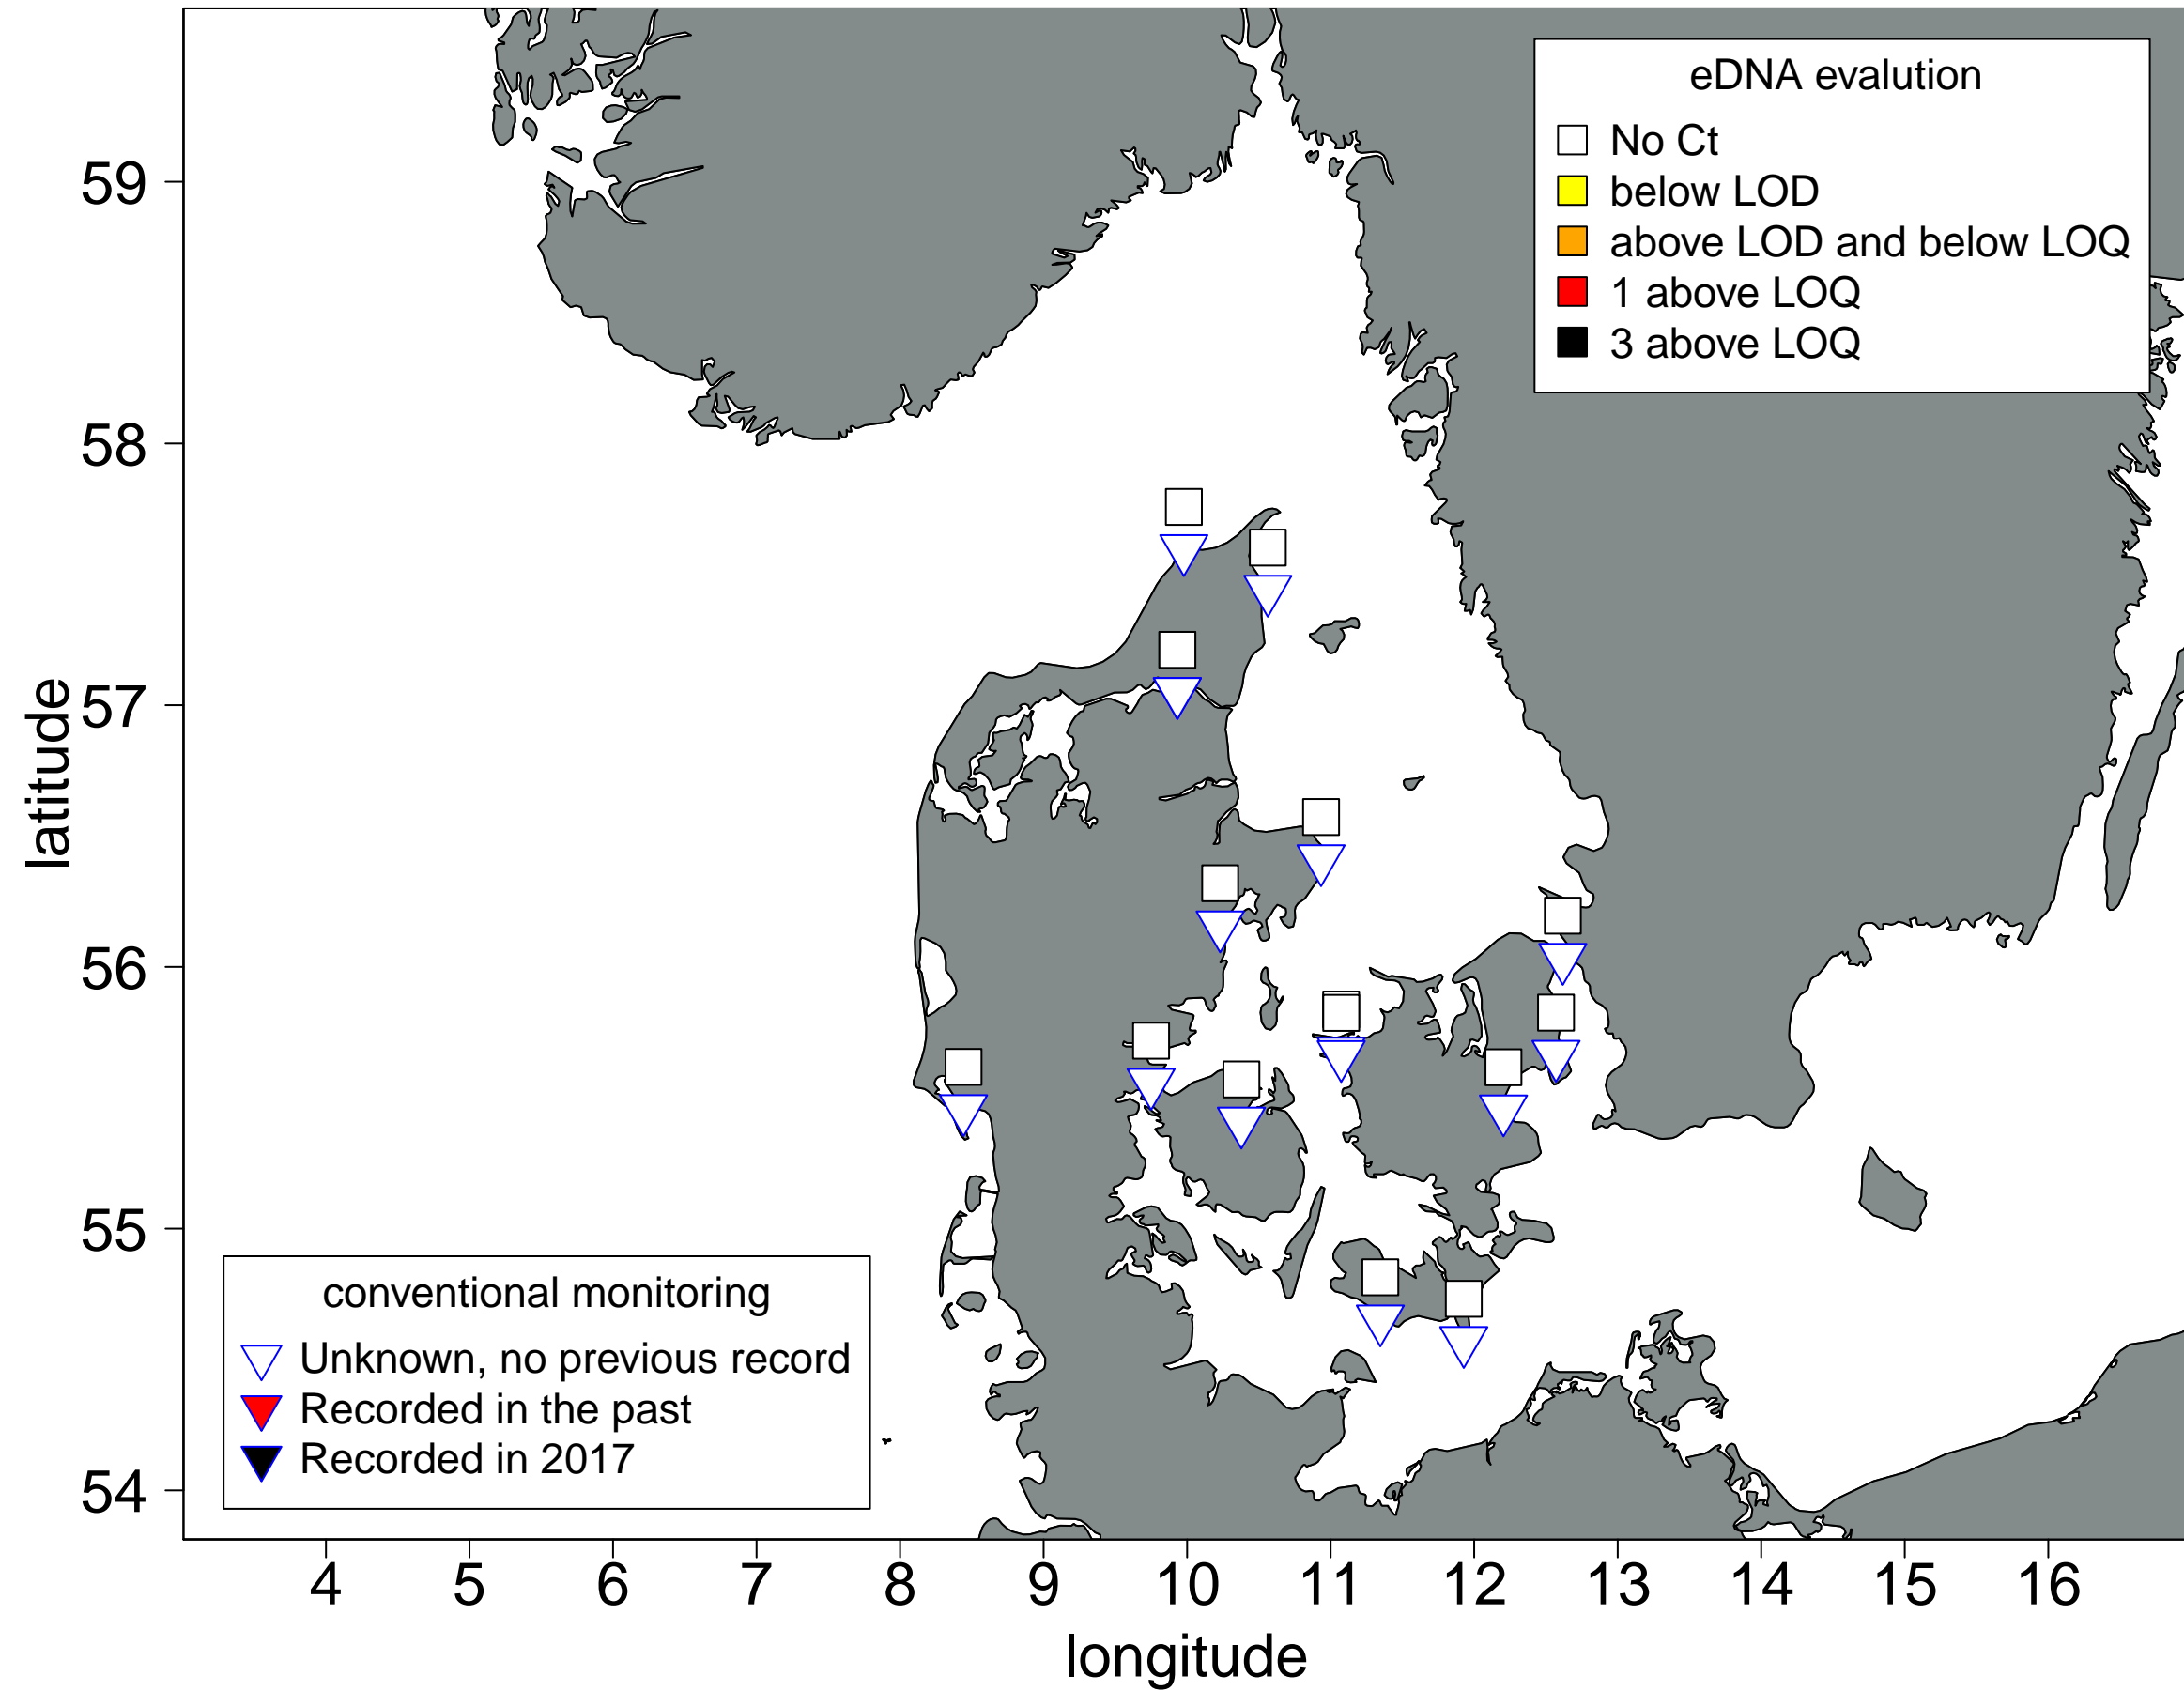 eDNA evalution
No Ct
below LOD
above LOD and below LOQ
1 above LOQ
3 above LOQ
59
58
57
56
55
54
latitude
conventional monitoring
Unknown, no previous record
Recorded in the past
Recorded in 2017
4 5 6 7 8 9 10 11 12 13 14 15 16
longitude